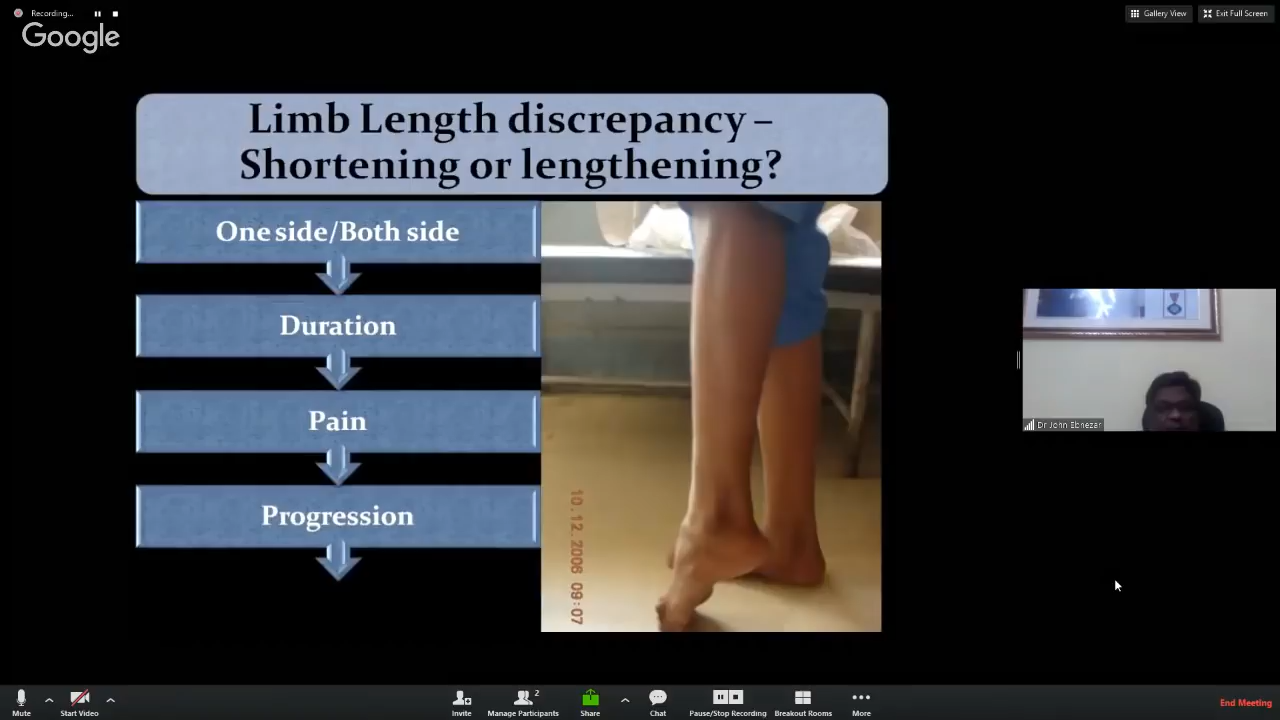 Recording...
Gallery View
Exit Full Screen
Google
Limb Length discrepancy –
Shortening or lengthening?
One side/Both side
Duration
Pain
Progression
10.12.2006 09:07
Dr John Ebnezar
Mute
Start Video
Invite
Manage Participants
2
Share
Chat
Pause/Stop Recording
Breakout Rooms
More
End Meeting